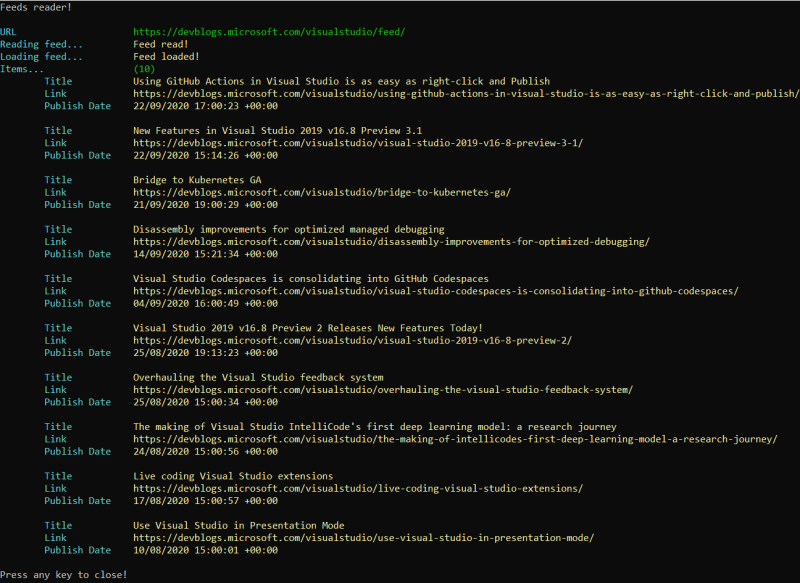 Feeds reader!
URL https://devblogs.microsoft.com/visualstudio/feed/
Reading feed... Feed read!
Loading feed... Feed loaded!
Items... (10)
Title Using GitHub Actions in Visual Studio is as easy as right-click and Publish
Link https://devblogs.microsoft.com/visualstudio/using-github-actions-in-visual-studio-is-as-easy-as-right-click-and-publish/
Publish Date 22/09/2020 17:00:23 +00:00
Title New Features in Visual Studio 2019 v16.8 Preview 3.1
Link https://devblogs.microsoft.com/visualstudio/visual-studio-2019-v16-8-preview-3-1/
Publish Date 22/09/2020 15:14:26 +00:00
Title Bridge to Kubernetes GA
Link https://devblogs.microsoft.com/visualstudio/bridge-to-kubernetes-ga/
Publish Date 21/09/2020 19:00:29 +00:00
Title Disassembly improvements for optimized managed debugging
Link https://devblogs.microsoft.com/visualstudio/disassembly-improvements-for-optimized-debugging/
Publish Date 14/09/2020 15:21:34 +00:00
Title Visual Studio Codespaces is consolidating into GitHub Codespaces
Link https://devblogs.microsoft.com/visualstudio/visual-studio-codespaces-is-consolidating-into-github-codespaces/
Publish Date 04/09/2020 16:00:49 +00:00
Title Visual Studio 2019 v16.8 Preview 2 Releases New Features Today!
Link https://devblogs.microsoft.com/visualstudio/visual-studio-2019-v16-8-preview-2/
Publish Date 25/08/2020 19:13:23 +00:00
Title Overhauling the Visual Studio feedback system
Link https://devblogs.microsoft.com/visualstudio/overhauling-the-visual-studio-feedback-system/
Publish Date 25/08/2020 15:00:34 +00:00
Title The making of Visual Studio IntelliCode's first deep learning model: a research journey
Link https://devblogs.microsoft.com/visualstudio/the-making-of-intellicodes-first-deep-learning-model-a-research-journey/
Publish Date 24/08/2020 15:00:56 +00:00
Title Live coding Visual Studio extensions
Link https://devblogs.microsoft.com/visualstudio/live-coding-visual-studio-extensions/
Publish Date 17/08/2020 15:00:57 +00:00
Title Use Visual Studio in Presentation Mode
Link https://devblogs.microsoft.com/visualstudio/use-visual-studio-in-presentation-mode/
Publish Date 10/08/2020 15:00:01 +00:00
Press any key to close!